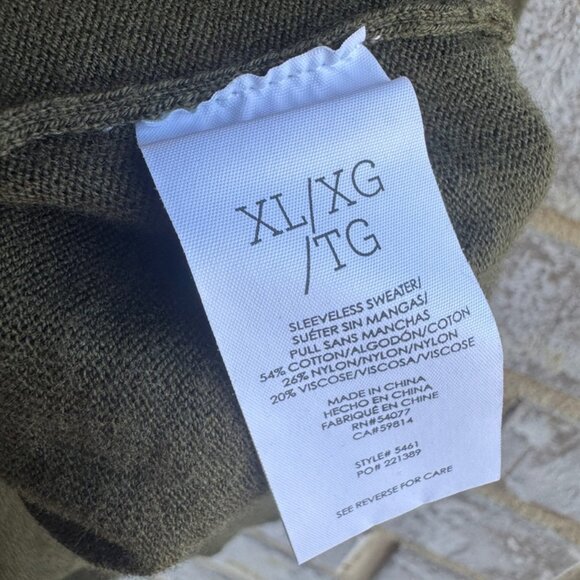 XL/XG
/TG
SLEEVELESS SWEATER/
SUÉTER SIN MANGAS/
PULL SANS MANCHAS
54% COTTON/ALGODÓN/COTON
26% NYLON/NYLON/NYLON
20% VISCOSE/VISCOSA/VISCOSE
MADE IN CHINA
HECHO EN CHINA
FABRIQUÉ EN CHINE
RN#54077
CA#59814
STYLE# 5461
PO# 221389
SEE REVERSE FOR CARE